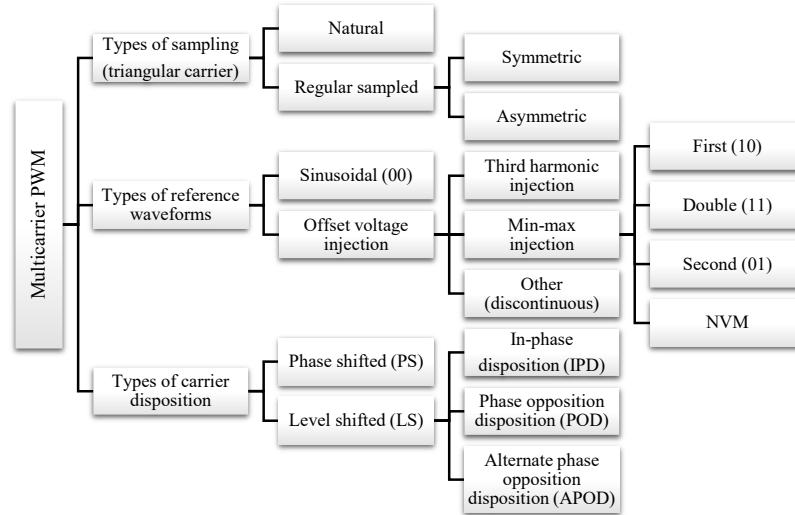 Multicarrier PWM
Types of sampling
(triangular carrier)
Natural
Regular sampled
Symmetric
Asymmetric
Types of reference
waveforms
Sinusoidal (00)
Offset voltage
injection
Third harmonic
injection
Min-max
injection
Other
(discontinuous)
First (10)
Double (11)
Second (01)
NVM
Types of carrier
disposition
Phase shifted (PS)
Level shifted (LS)
In-phase
disposition (IPD)
Phase opposition
disposition (POD)
Alternate phase
opposition
disposition (APOD)